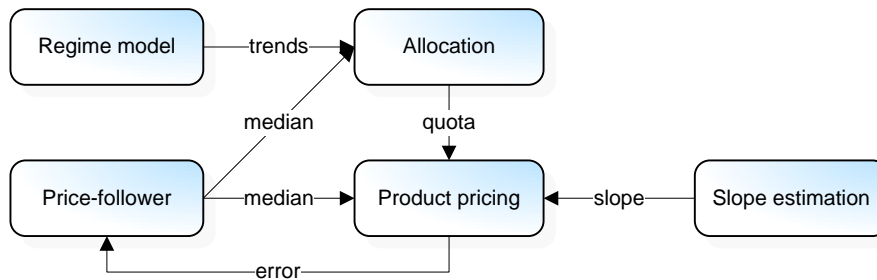 Regime model
trends
Allocation
median
quota
Price-follower
median
Product pricing
slope
Slope estimation
error